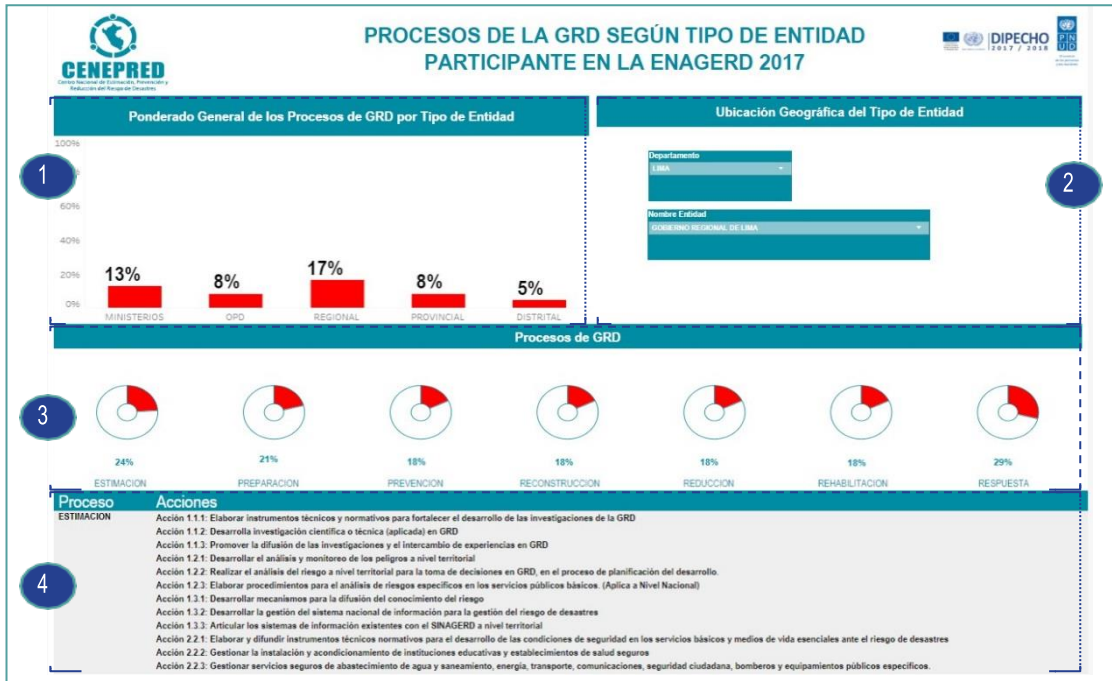 CENEPRED
Centro Nacional de Estimación, Prevención y
Reducción del Riesgo de Desastres
PROCESOS DE LA GRD SEGÚN TIPO DE ENTIDAD
PARTICIPANTE EN LA ENAGERD 2017
DIPECHO
2017 / 2018
PNUD
Ponderado General de los Procesos de GRD por Tipo de Entidad
100%
60%
40%
20%
0%
1
13%
8%
17%
8%
5%
MINISTERIOS
OPD
REGIONAL
PROVINCIAL
DISTRITAL
Ubicación Geográfica del Tipo de Entidad
Departamento
LIMA
2
Nombre Entidad
GOBIERNO REGIONAL DE LIMA
Procesos de GRD
3
24%
21%
18%
18%
18%
18%
29%
ESTIMACION
PREPARACION
PREVENCION
RECONSTRUCCION
REDUCCION
REHABILITACION
RESPUESTA
Proceso
Acciones
ESTIMACION
4
Acción 1.1.1: Elaborar instrumentos técnicos y normativos para fortalecer el desarrollo de las investigaciones de la GRD
Acción 1.1.2: Desarrolla investigación científica o técnica (aplicada) en GRD
Acción 1.1.3: Promover la difusión de las investigaciones y el intercambio de experiencias en GRD
Acción 1.2.1: Desarrollar el análisis y monitoreo de los peligros a nivel territorial
Acción 1.2.2: Realizar el análisis del riesgo a nivel territorial para la toma de decisiones en GRD, en el proceso de planificación del desarrollo.
Acción 1.2.3: Elaborar procedimientos para el análisis de riesgos específicos en los servicios públicos básicos. (Aplica a Nivel Nacional)
Acción 1.3.1: Desarrollar mecanismos para la difusión del conocimiento del riesgo
Acción 1.3.2: Desarrollar la gestión del sistema nacional de información para la gestión del riesgo de desastres
Acción 1.3.3: Articular los sistemas de información existentes con el SINAGERD a nivel territorial
Acción 2.2.1: Elaborar y difundir instrumentos técnicos normativos para el desarrollo de las condiciones de seguridad en los servicios básicos y medios de vida esenciales ante el riesgo de desastres
Acción 2.2.2: Gestionar la instalación y acondicionamiento de instituciones educativas y establecimientos de salud seguros
Acción 2.2.3: Gestionar servicios seguros de abastecimiento de agua y saneamiento, energía, transporte, comunicaciones, seguridad ciudadana, bomberos y equipamientos públicos específicos.